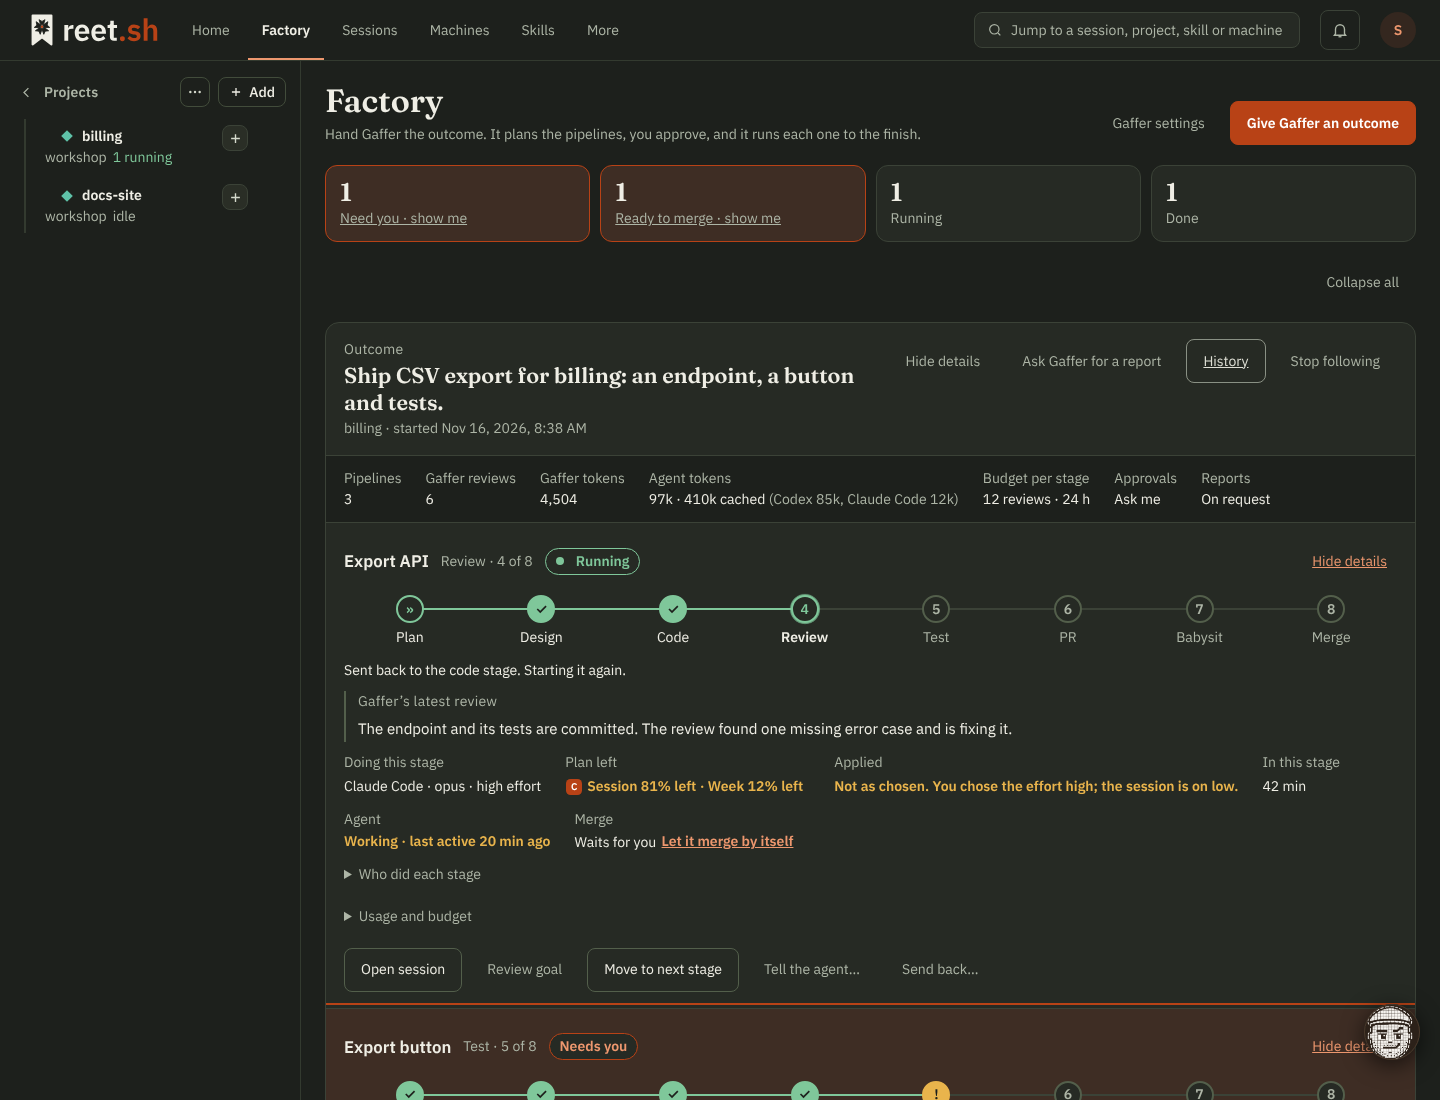 reet.sh
Home
Factory
Sessions
Machines
Skills
More
Jump to a session, project, skill or machine
S
Projects
···
+ Add
billing
+
workshop 1 running
docs-site
+
workshop idle
Factory
Hand Gaffer the outcome. It plans the pipelines, you approve, and it runs each one to the finish.
Gaffer settings
Give Gaffer an outcome
1
Need you · show me
1
Ready to merge · show me
1
Running
1
Done
Collapse all
Outcome
Ship CSV export for billing: an endpoint, a button
and tests.
billing · started Nov 16, 2026, 8:38 AM
Hide details
Ask Gaffer for a report
History
Stop following
Pipelines
3
Gaffer reviews
6
Gaffer tokens
4,504
Agent tokens
97k · 410k cached (Codex 85k, Claude Code 12k)
Budget per stage
12 reviews · 24 h
Approvals
Ask me
Reports
On request
Export API
Review · 4 of 8
Running
Hide details
»
4
5
6
7
8
Plan
Design
Code
Review
Test
PR
Babysit
Merge
Sent back to the code stage. Starting it again.
Gaffer's latest review
The endpoint and its tests are committed. The review found one missing error case and is fixing it.
Doing this stage
Claude Code · opus · high effort
Plan left
C Session 81% left · Week 12% left
Applied
Not as chosen. You chose the effort high; the session is on low.
In this stage
42 min
Agent
Working · last active 20 min ago
Merge
Waits for you Let it merge by itself
Who did each stage
Usage and budget
Open session
Review goal
Move to next stage
Tell the agent...
Send back...
Export button
Test · 5 of 8
Needs you
Hide
!
6
7
8